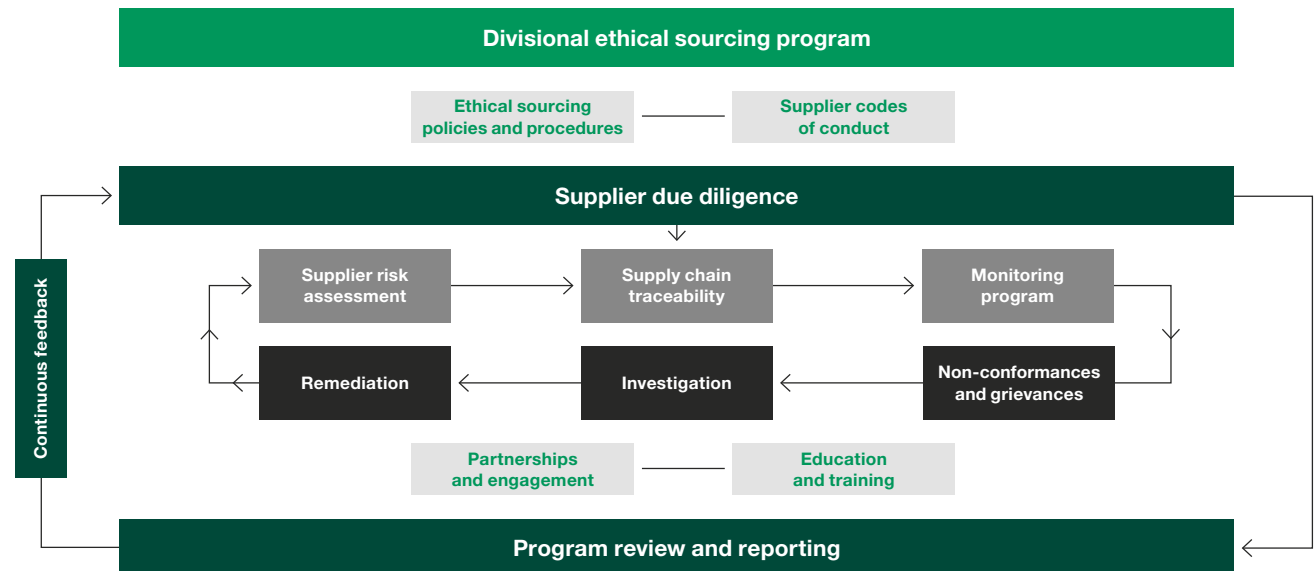 Divisional ethical sourcing program
Ethical sourcing
policies and procedures
Supplier codes
of conduct
Supplier due diligence
Supplier risk
assessment
Supply chain
traceability
Monitoring
program
Continuous feedback
Remediation
Investigation
Non-conformances
and grievances
Partnerships
and engagement
Education
and training
Program review and reporting